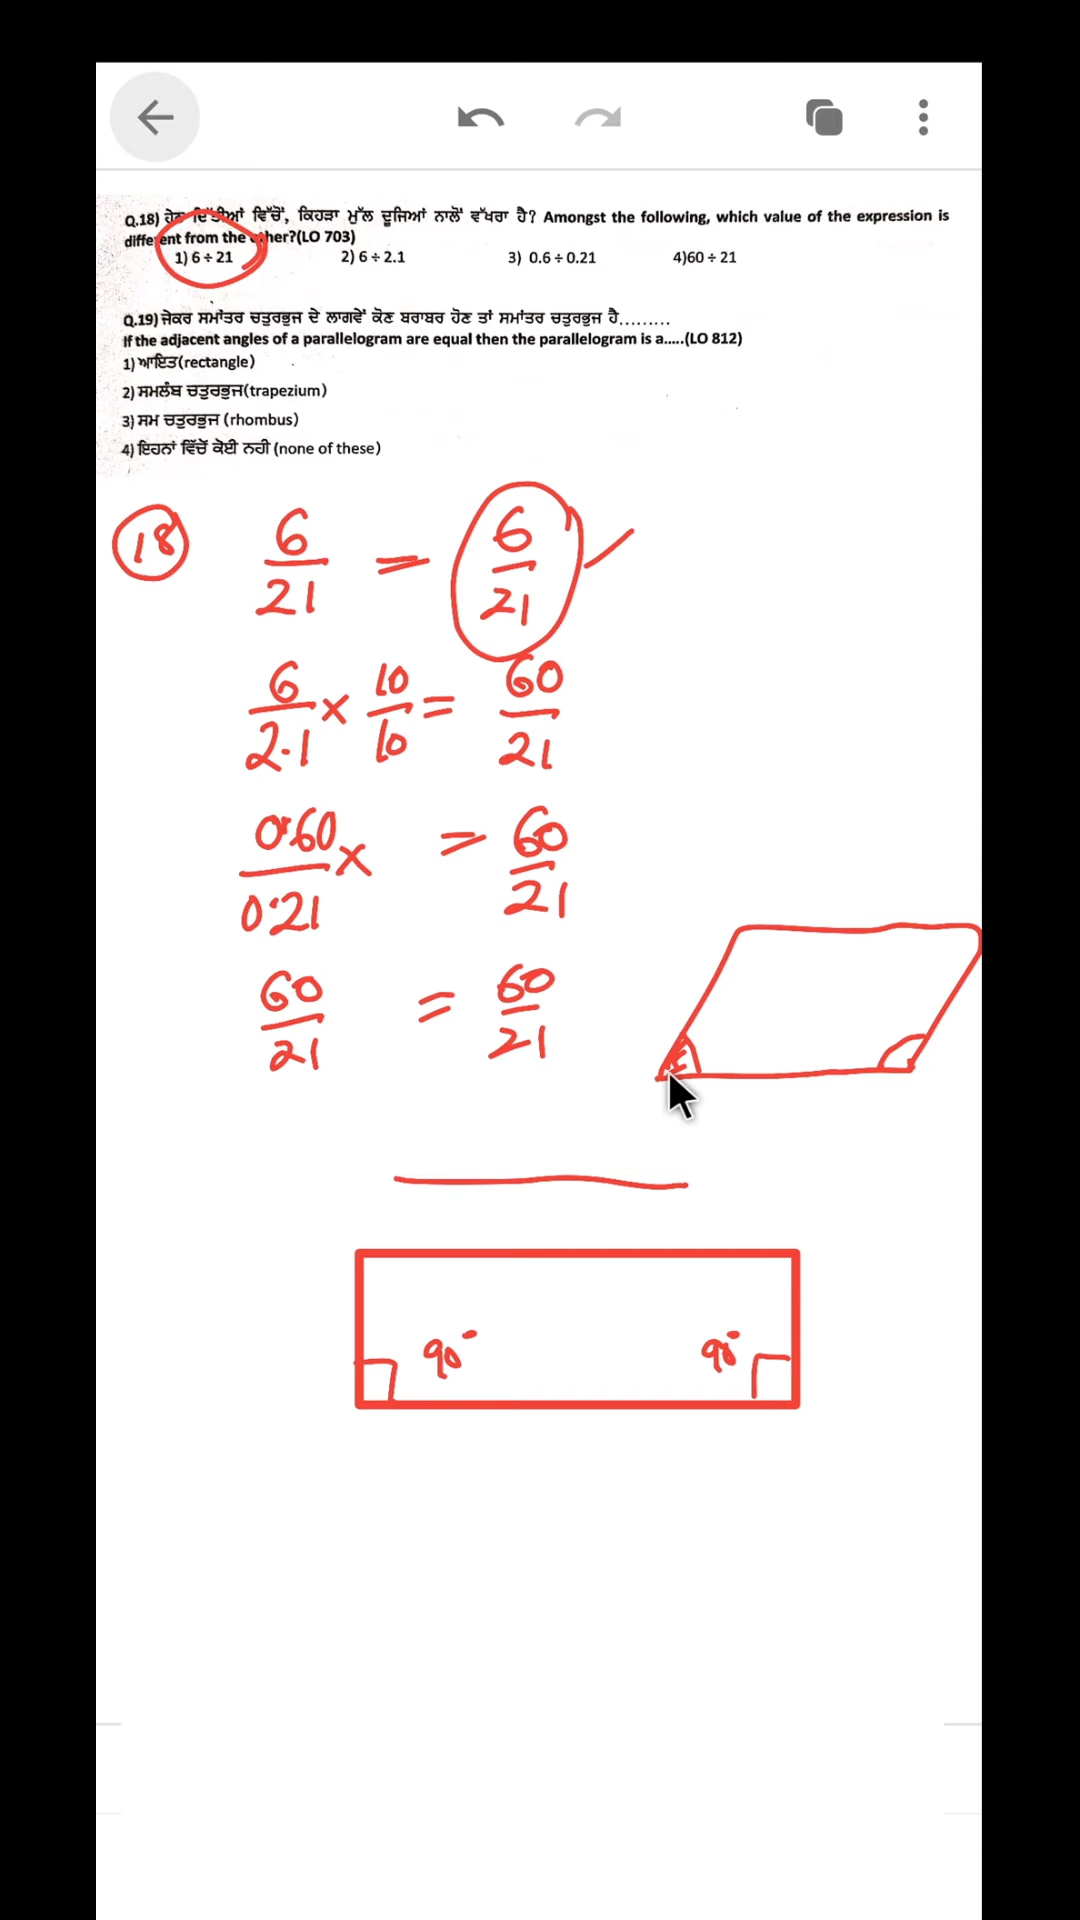 Q.18) ਹੇਠ ਦਿੱਤੀਆਂ ਵਿੱਚੋਂ, ਕਿਹੜਾ ਮੁੱਲ ਦੂਜਿਆਂ ਨਾਲੋਂ ਵੱਖਰਾ ਹੈ? Amongst the following, which value of the expression is
different from the other?(LO 703)
1) 6 ÷ 21 2) 6 ÷ 2.1 3) 0.6 ÷ 0.21 4)60 ÷ 21
Q.19) ਜੇਕਰ ਸਮਾਂਤਰ ਚਤੁਰਭੁਜ ਦੇ ਲਾਗਵੇਂ ਕੋਣ ਬਰਾਬਰ ਹੋਣ ਤਾਂ ਸਮਾਂਤਰ ਚਤੁਰਭੁਜ ਹੈ.........
If the adjacent angles of a parallelogram are equal then the parallelogram is a.....(LO 812)
1) ਆਇਤ(rectangle)
2) ਸਮਲੰਬ ਚਤੁਰਭੁਜ(trapezium)
3) ਸਮ ਚਤੁਰਭੁਜ (rhombus)
4) ਇਹਨਾਂ ਵਿੱਚੋਂ ਕੋਈ ਨਹੀ (none of these)
18 6/21 = 6/21
6/2.1 × 10/10 = 60/21
0.60/0.21 × = 60/21
60/21 = 60/21
90° 90°